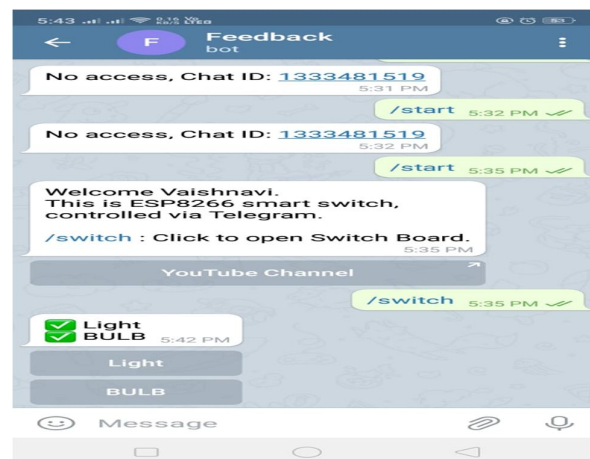 5:43
Feedback
F
bot
No access, Chat ID: 1333481519
5:31 PM
/start 5:32 PM
No access, Chat ID: 1333481519
5:32 PM
/start 5:35 PM
Welcome Vaishnavi.
This is ESP8266 smart switch,
controlled via Telegram.
/switch : Click to open Switch Board.
5:35 PM
YouTube Channel
/switch 5:35 PM
Light
BULB 5:42 PM
Light
BULB
Message